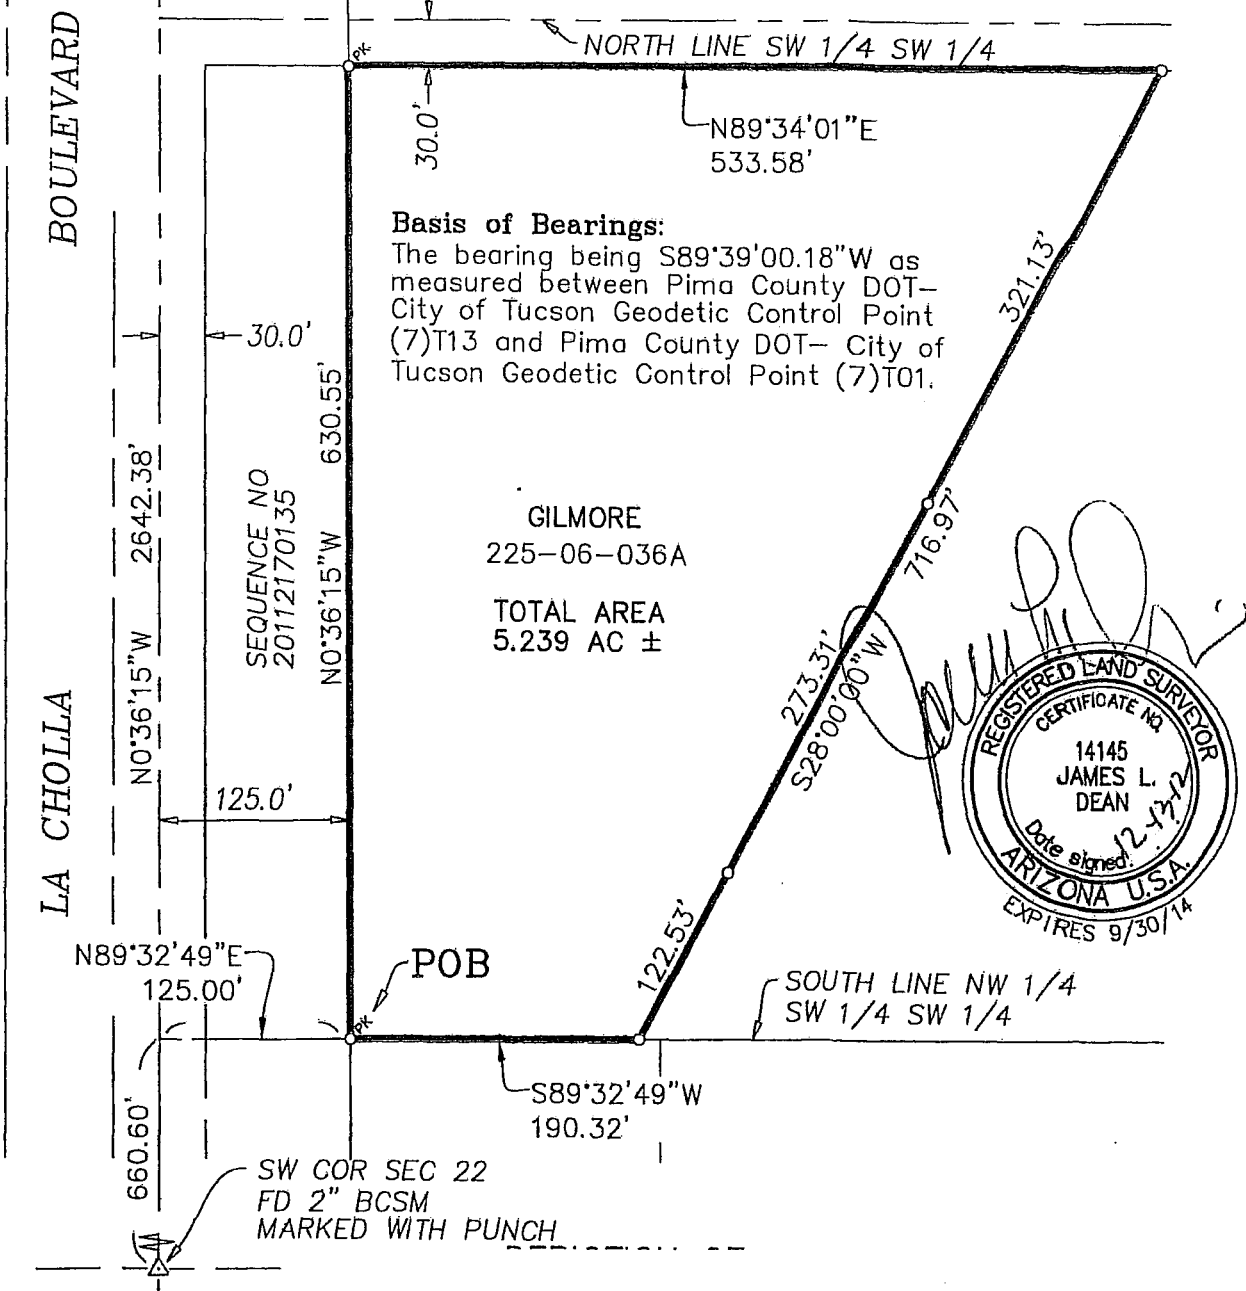 BOULEVARD
PK
NORTH LINE SW 1/4 SW 1/4
30.0'
N89°34'01"E
533.58'
Basis of Bearings:
The bearing being S89°39'00.18"W as
measured between Pima County DOT–
City of Tucson Geodetic Control Point
(7)T13 and Pima County DOT– City of
Tucson Geodetic Control Point (7)T01.
321.13'
30.0'
630.55'
N0°36'15"W
2642.38'
N0°36'15"W
SEQUENCE NO
20112170135
GILMORE
225–06–036A
TOTAL AREA
5.239 AC ±
716.97'
273.31'
S28°00'00"W
REGISTERED LAND SURVEYOR
CERTIFICATE NO.
14145
JAMES L.
DEAN
Date signed:
ARIZONA U.S.A.
EXPIRES 9/30/14
LA CHOLLA
125.0'
122.53'
N89°32'49"E
125.00'
POB
PK
SOUTH LINE NW 1/4
SW 1/4 SW 1/4
S89°32'49"W
190.32'
660.60'
SW COR SEC 22
FD 2" BCSM
MARKED WITH PUNCH